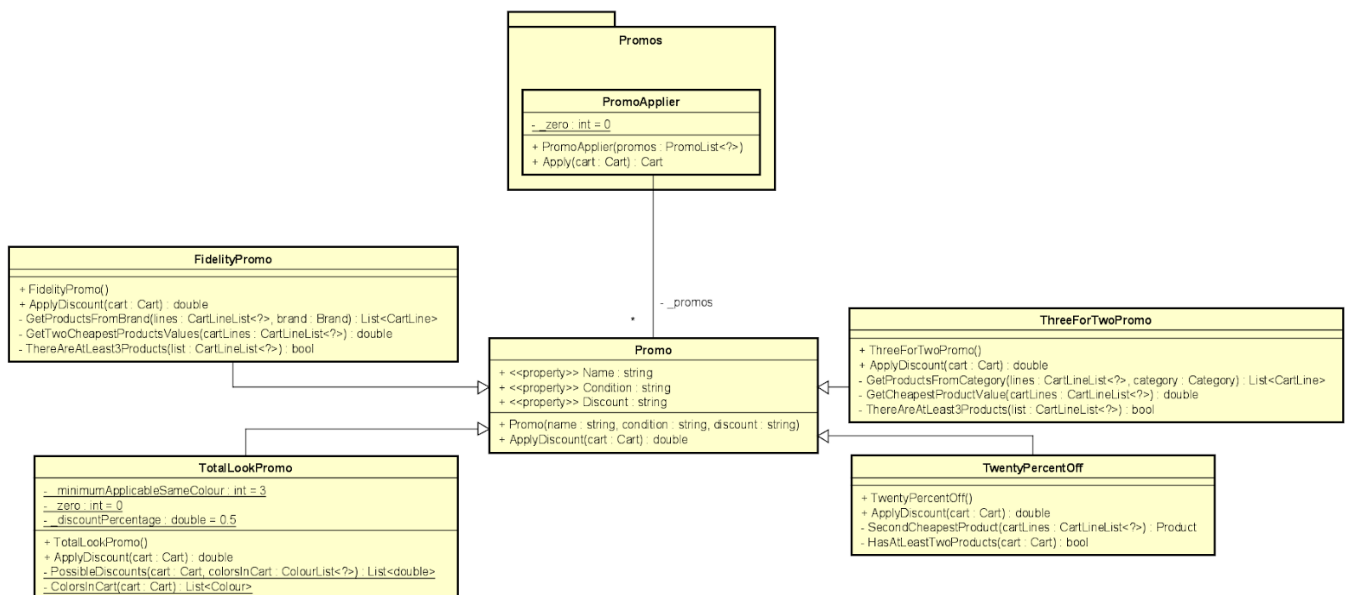 Promos
PromoApplier
- _zero : int = 0
+ PromoApplier(promos : PromoList<?>)
+ Apply(cart : Cart) : Cart
- _promos
*
FidelityPromo
+ FidelityPromo()
+ ApplyDiscount(cart : Cart) : double
- GetProductsFromBrand(lines : CartLineList<?>, brand : Brand) : List<CartLine>
- GetTwoCheapestProductsValues(cartLines : CartLineList<?>) : double
- ThereAreAtLeast3Products(list : CartLineList<?>) : bool
Promo
+ <<property>> Name : string
+ <<property>> Condition : string
+ <<property>> Discount : string
+ Promo(name : string, condition : string, discount : string)
+ ApplyDiscount(cart : Cart) : double
ThreeForTwoPromo
+ ThreeForTwoPromo()
+ ApplyDiscount(cart : Cart) : double
- GetProductsFromCategory(lines : CartLineList<?>, category : Category) : List<CartLine>
- GetCheapestProductValue(cartLines : CartLineList<?>) : double
- ThereAreAtLeast3Products(list : CartLineList<?>) : bool
TotalLookPromo
- _minimumApplicableSameColour : int = 3
- _zero : int = 0
- _discountPercentage : double = 0.5
+ TotalLookPromo()
+ ApplyDiscount(cart : Cart) : double
- PossibleDiscounts(cart : Cart, colorsInCart : ColourList<?>) : List<double>
- ColorsInCart(cart : Cart) : List<Colour>
TwentyPercentOff
+ TwentyPercentOff()
+ ApplyDiscount(cart : Cart) : double
- SecondCheapestProduct(cartLines : CartLineList<?>) : Product
- HasAtLeastTwoProducts(cart : Cart) : bool